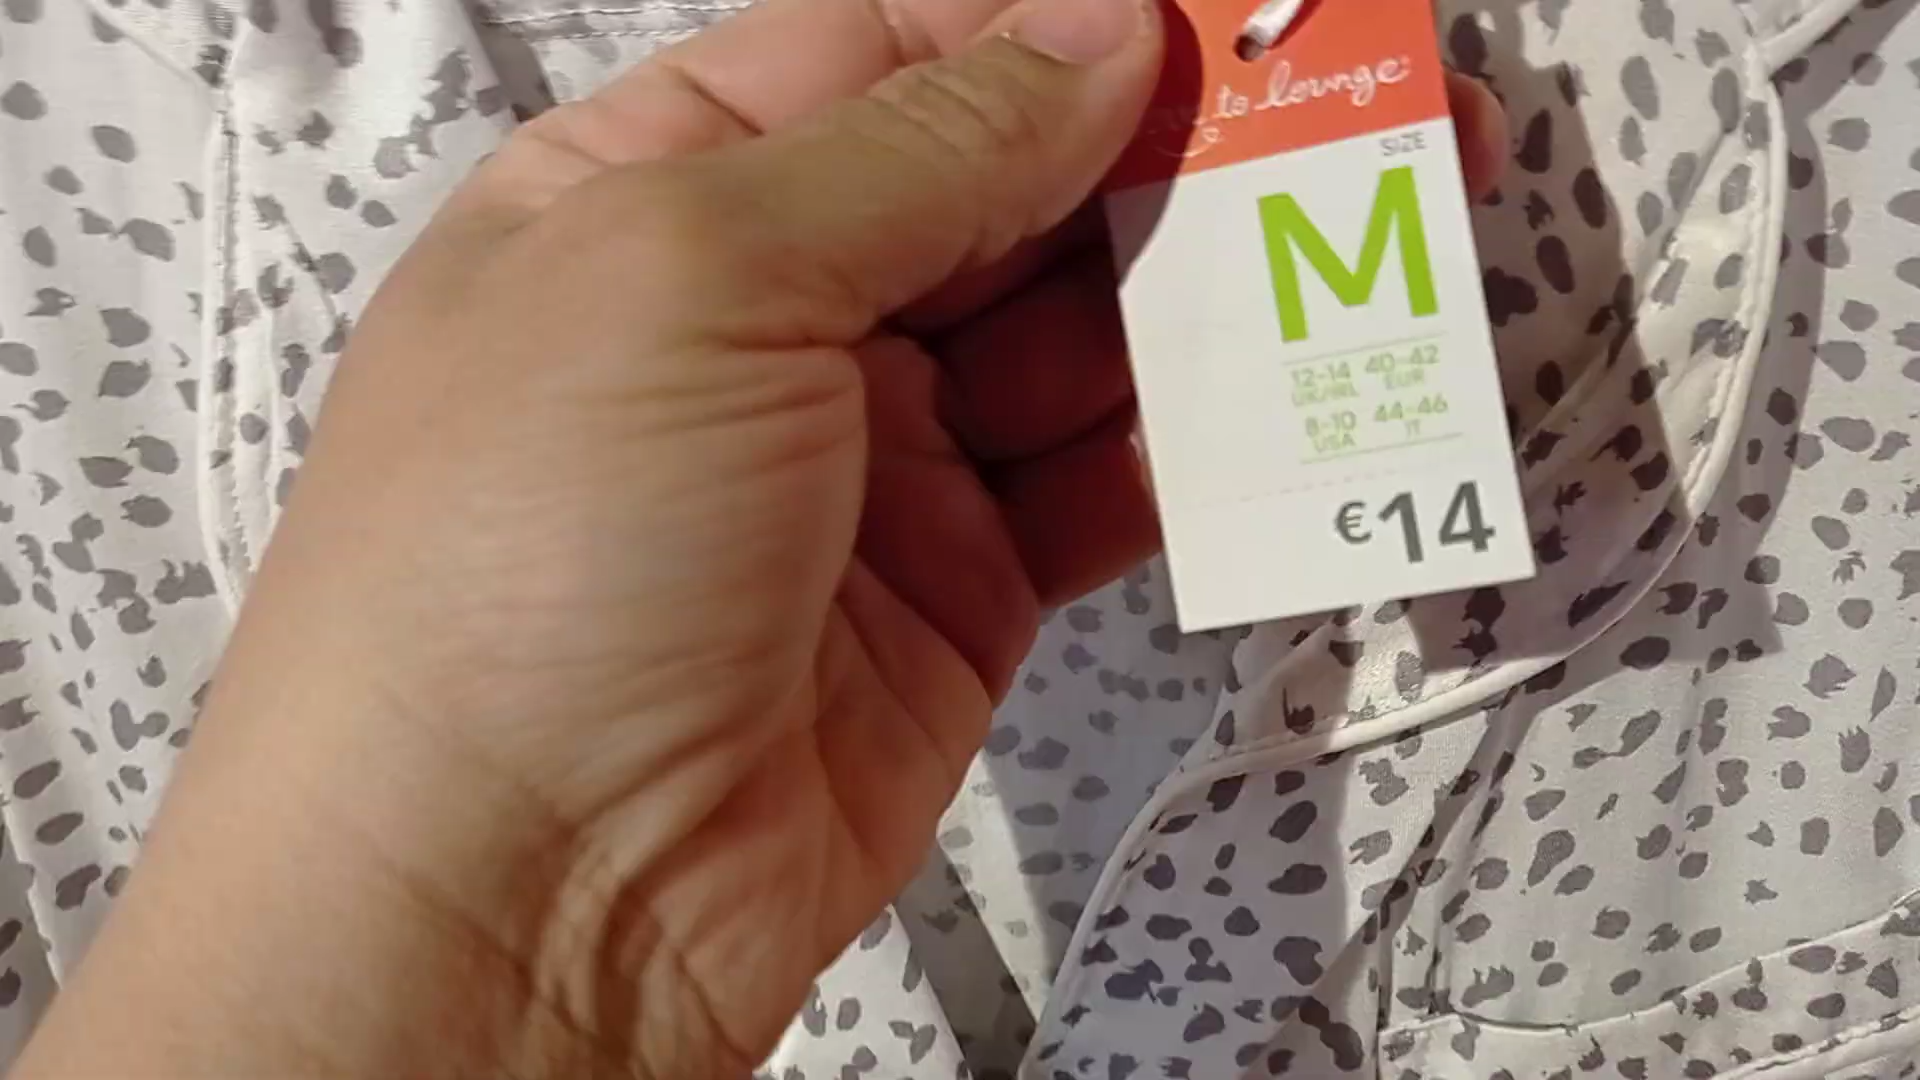 to lounge
SIZE
M
12-14 40-42
UK/IRL EUR
8-10 44-46
USA IT
€14